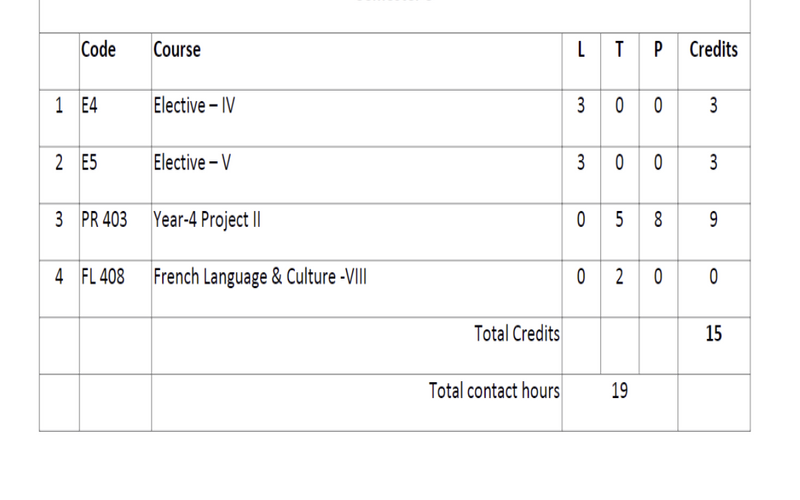 Code Course L T P Credits
1 E4 Elective – IV 3 0 0 3
2 E5 Elective – V 3 0 0 3
3 PR 403 Year-4 Project II 0 5 8 9
4 FL 408 French Language & Culture -VIII 0 2 0 0
Total Credits 15
Total contact hours 19